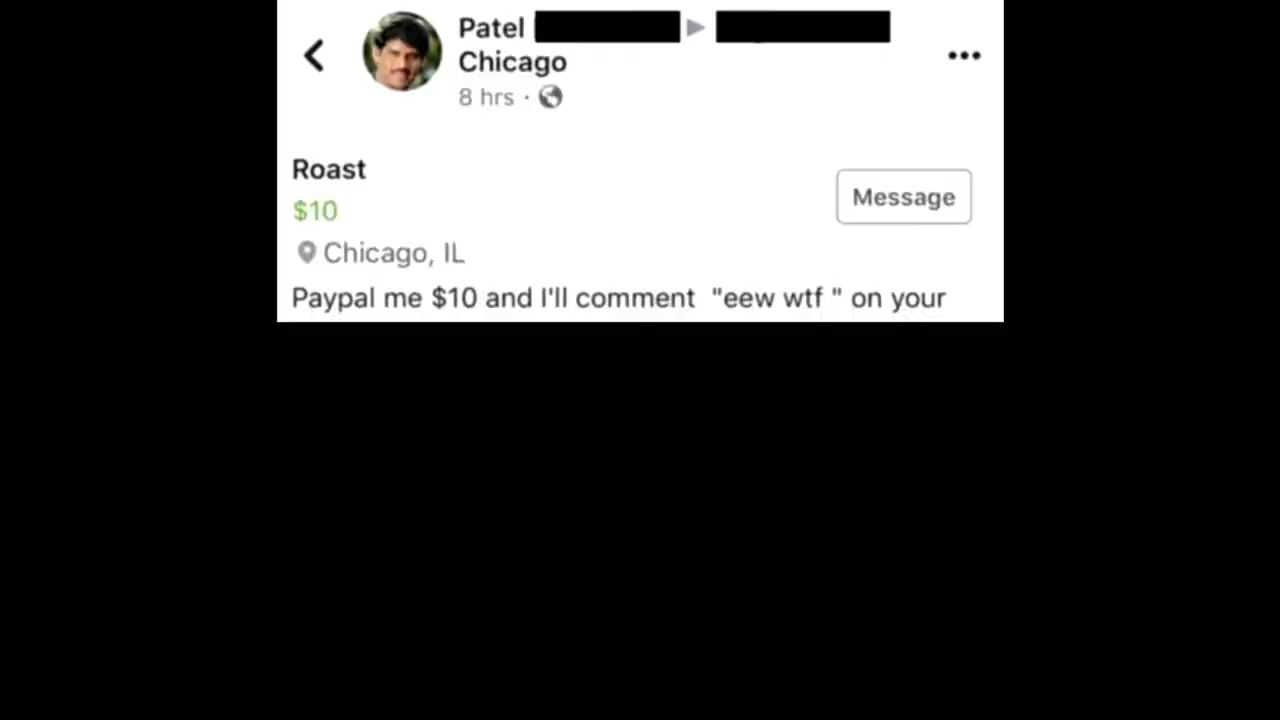 Patel
Chicago
8 hrs ·
Roast
$10
Message
Chicago, IL
Paypal me $10 and I'll comment  "eew wtf " on your